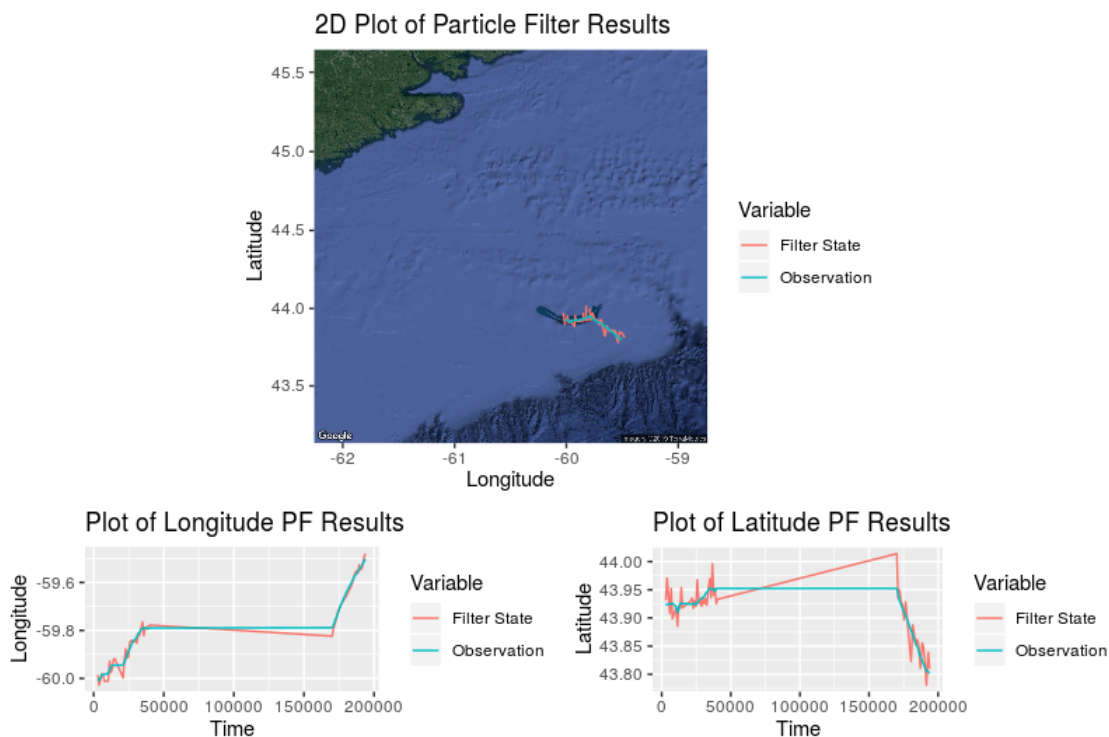 2D Plot of Particle Filter Results
45.5
45.0
44.5
44.0
43.5
Latitude
-62 -61 -60 -59
Longitude
Google
Variable
Filter State
Observation
Plot of Longitude PF Results
-59.6
-59.8
-60.0
Longitude
0 50000 100000 150000 200000
Time
Variable
Filter State
Observation
Plot of Latitude PF Results
44.00
43.95
43.90
43.85
43.80
Latitude
0 50000 100000 150000 200000
Time
Variable
Filter State
Observation